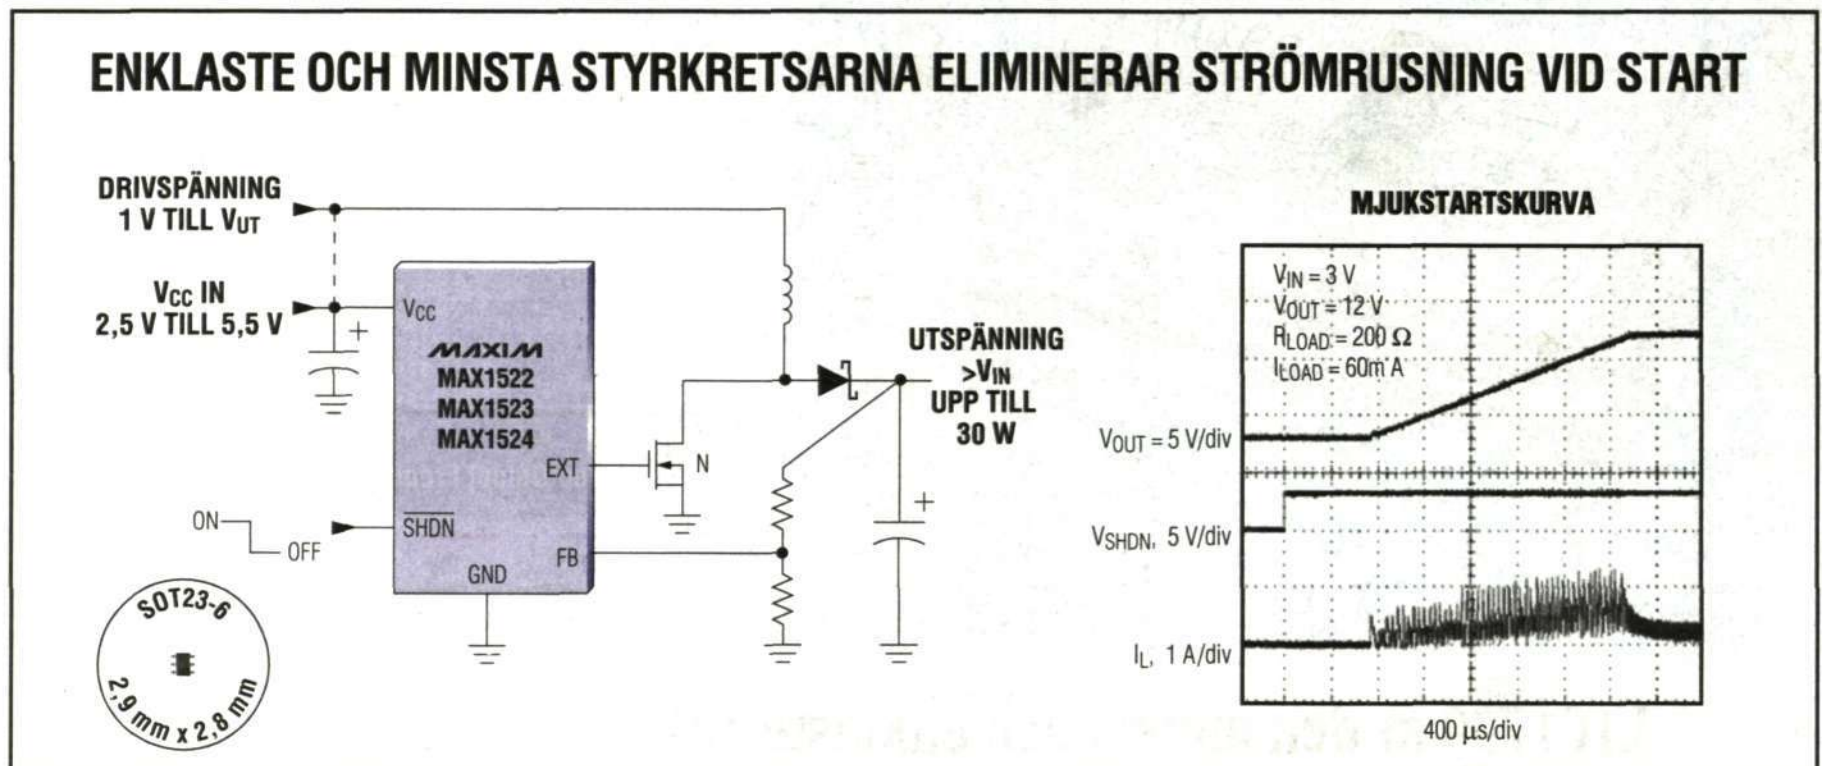 ENKLASTE OCH MINSTA STYRKRETSARNA ELIMINERAR STRÖMRUSNING VID START
DRIVSPÄNNING
1 V TILL VUT
VCC IN
2,5 V TILL 5,5 V
+
VCC
MAXIM
MAX1522
MAX1523
MAX1524
EXT
N
ON
OFF
SHDN
FB
GND
UTSPÄNNING
>VIN
UPP TILL
30 W
+
SOT23-6
2,9 mm x 2,8 mm
MJUKSTARTSKURVA
VIN = 3 V
VOUT = 12 V
RLOAD = 200 Ω
ILOAD = 60m A
VOUT = 5 V/div
VSHDN, 5 V/div
IL, 1 A/div
400 µs/div